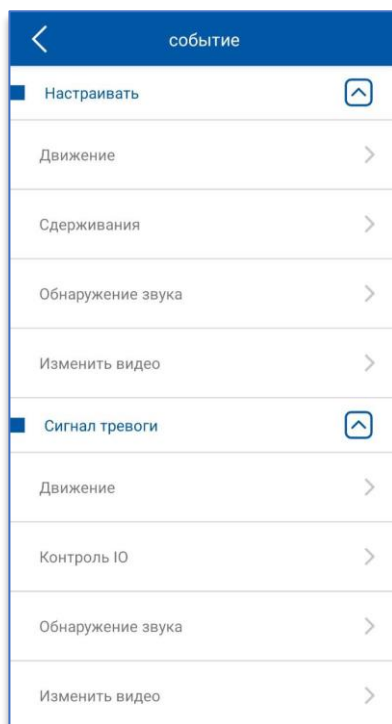 событие
Настраивать
Движение
Сдерживания
Обнаружение звука
Изменить видео
Сигнал тревоги
Движение
Контроль IO
Обнаружение звука
Изменить видео